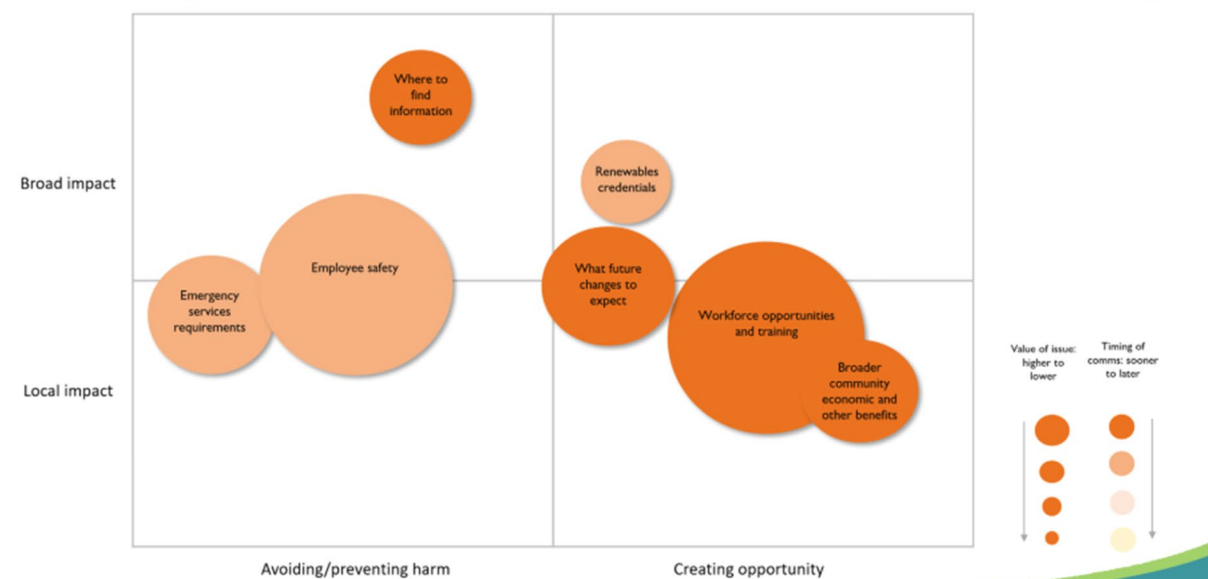 Where to
find
information
Broad impact
Renewables
credentials
Employee safety
What future
changes to
expect
Emergency
services
requirements
Workforce opportunities
and training
Broader
community
economic and
other benefits
Local impact
Value of issue:
higher to
lower
Timing of
comms: sooner
to later
Avoiding/preventing harm
Creating opportunity